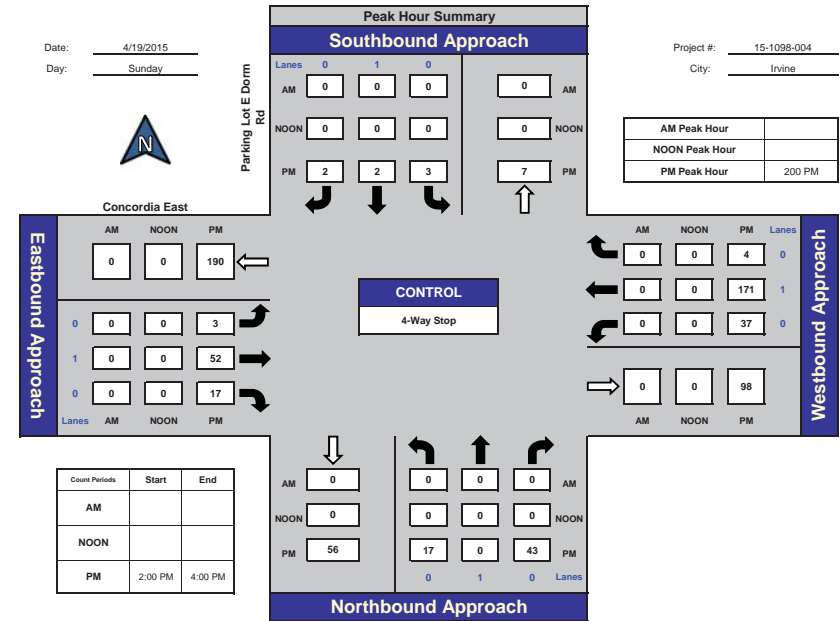 Peak Hour Summary
Southbound Approach
Date: 4/19/2015
Day: Sunday
Project #: 15-1098-004
City: Irvine
Parking Lot E Dorm
Rd
Lanes 0 1 0
AM 0 0 0 0 AM
NOON 0 0 0 0 NOON
PM 2 2 3 7 PM
N
AM Peak Hour
NOON Peak Hour
PM Peak Hour 200 PM
Concordia East
Eastbound Approach
AM NOON PM
0 0 190
0 0 0 3
1 0 0 52
0 0 0 17
Lanes AM NOON PM
CONTROL
4-Way Stop
AM NOON PM Lanes
0 0 4 0
0 0 171 1
0 0 37 0
0 0 98
AM NOON PM
Westbound Approach
Count Periods Start End
AM
NOON
PM 2:00 PM 4:00 PM
AM 0 0 0 0 AM
NOON 0 0 0 0 NOON
PM 56 17 0 43 PM
0 1 0 Lanes
Northbound Approach